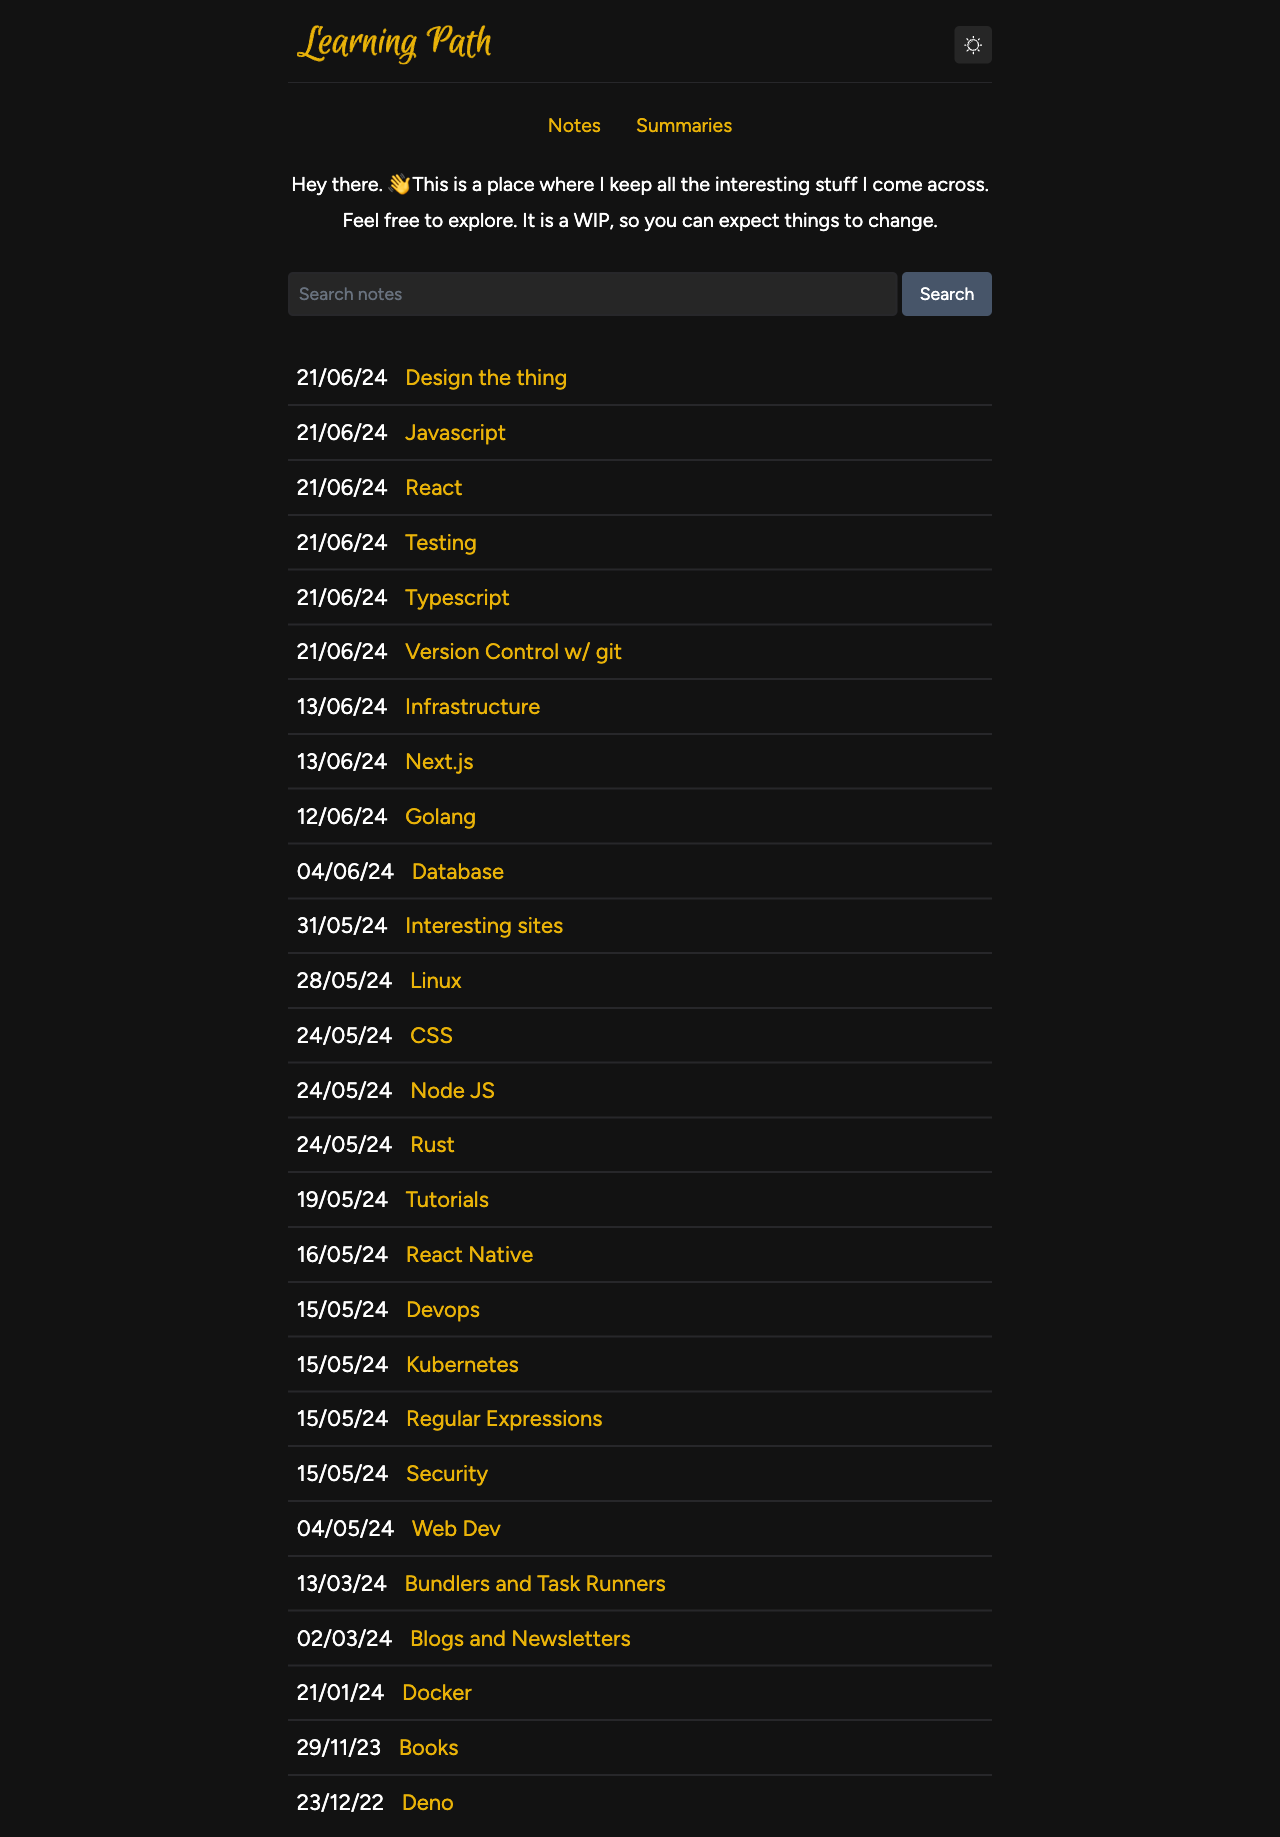 Learning Path
Notes Summaries
Hey there. 👋This is a place where I keep all the interesting stuff I come across.
Feel free to explore. It is a WIP, so you can expect things to change.
Search notes Search
21/06/24 Design the thing
21/06/24 Javascript
21/06/24 React
21/06/24 Testing
21/06/24 Typescript
21/06/24 Version Control w/ git
13/06/24 Infrastructure
13/06/24 Next.js
12/06/24 Golang
04/06/24 Database
31/05/24 Interesting sites
28/05/24 Linux
24/05/24 CSS
24/05/24 Node JS
24/05/24 Rust
19/05/24 Tutorials
16/05/24 React Native
15/05/24 Devops
15/05/24 Kubernetes
15/05/24 Regular Expressions
15/05/24 Security
04/05/24 Web Dev
13/03/24 Bundlers and Task Runners
02/03/24 Blogs and Newsletters
21/01/24 Docker
29/11/23 Books
23/12/22 Deno